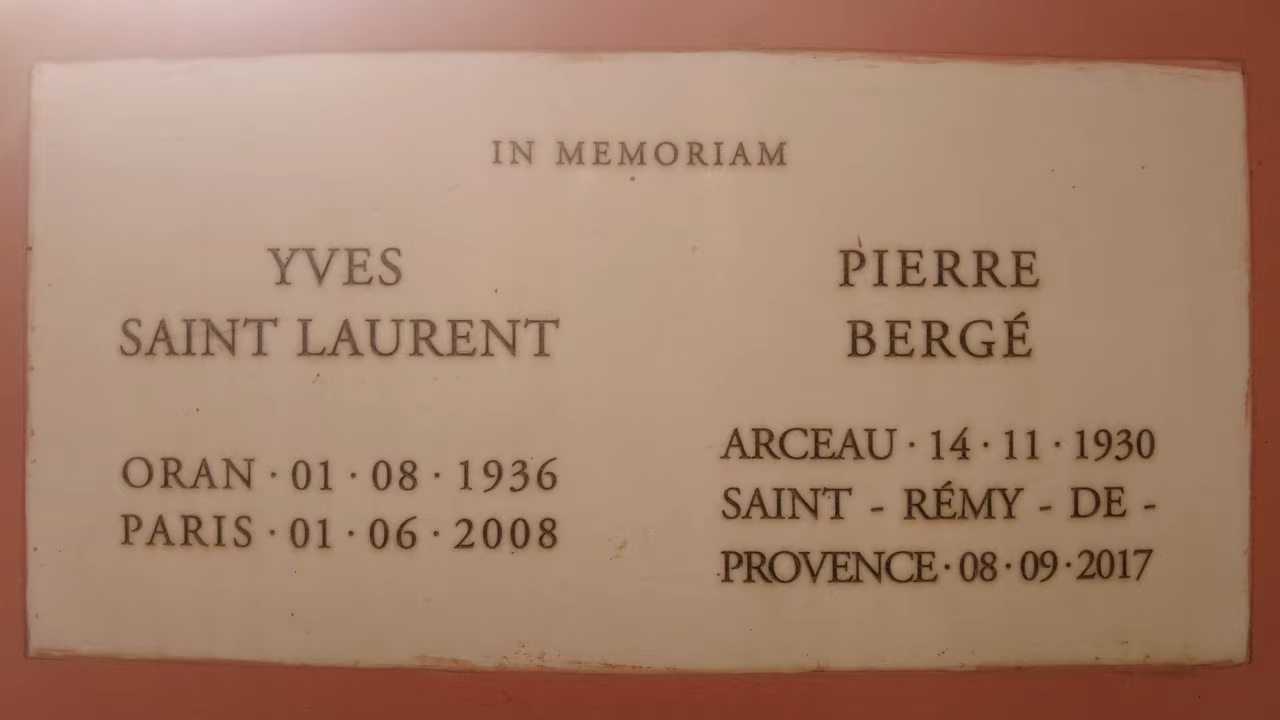 IN MEMORIAM
YVES
SAINT LAURENT
ORAN · 01 · 08 · 1936
PARIS · 01 · 06 · 2008
PIERRE
BERGÉ
ARCEAU · 14 · 11 · 1930
SAINT - RÉMY - DE -
PROVENCE · 08 · 09 · 2017